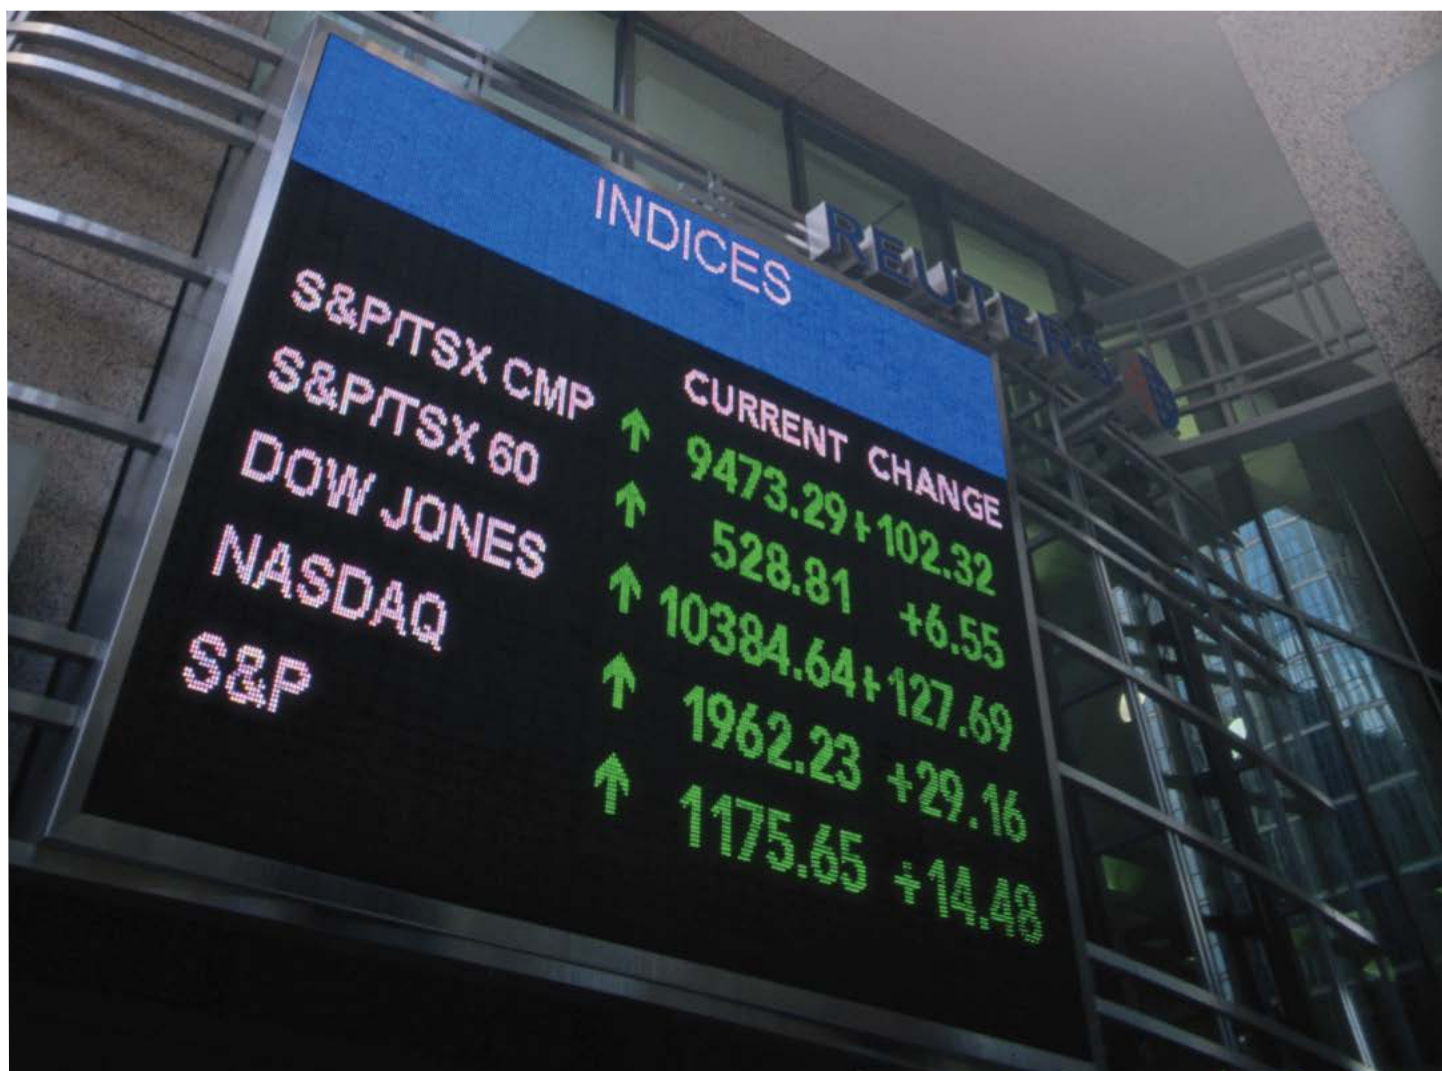 REUTERS
INDICES
CURRENT CHANGE
S&P/TSX CMP ↑ 9473.29 +102.32
S&P/TSX 60 ↑ 528.81 +6.55
DOW JONES ↑ 10384.64 +127.69
NASDAQ ↑ 1962.23 +29.16
S&P ↑ 1175.65 +14.48